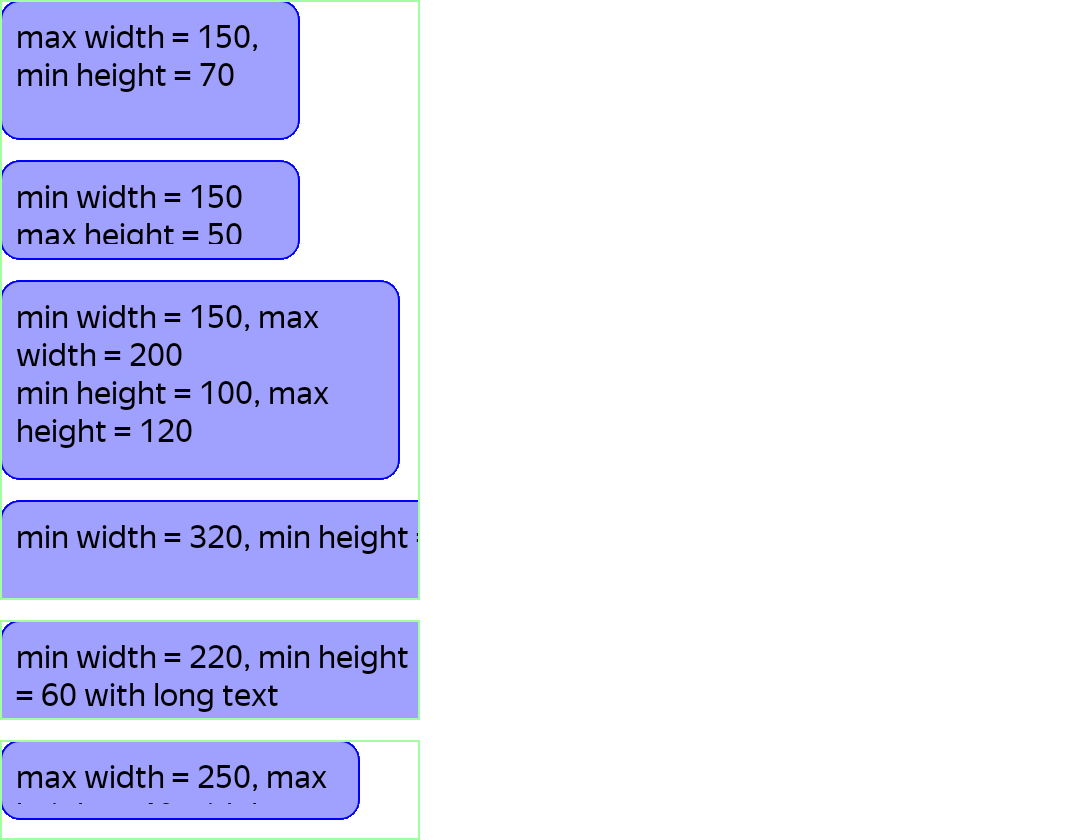 max width = 150,
min height = 70
min width = 150
max height = 50
min width = 150, max
width = 200
min height = 100, max
height = 120
min width = 320, min height
min width = 220, min height
= 60 with long text
max width = 250, max